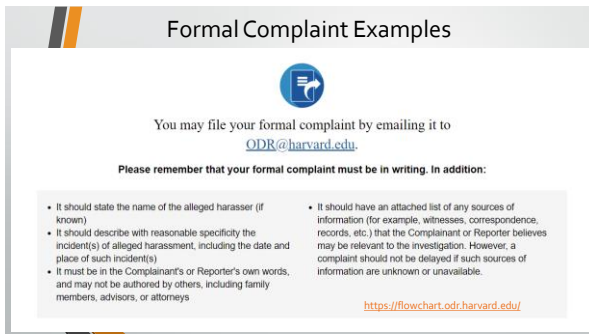 Formal Complaint Examples
You may file your formal complaint by emailing it to
ODR@harvard.edu.
Please remember that your formal complaint must be in writing. In addition:
• It should state the name of the alleged harasser (if
known)
• It should describe with reasonable specificity the
incident(s) of alleged harassment, including the date and
place of such incident(s)
• It must be in the Complainant's or Reporter's own words,
and may not be authored by others, including family
members, advisors, or attorneys
• It should have an attached list of any sources of
information (for example, witnesses, correspondence,
records, etc.) that the Complainant or Reporter believes
may be relevant to the investigation. However, a
complaint should not be delayed if such sources of
information are unknown or unavailable.
https://flowchart.odr.harvard.edu/